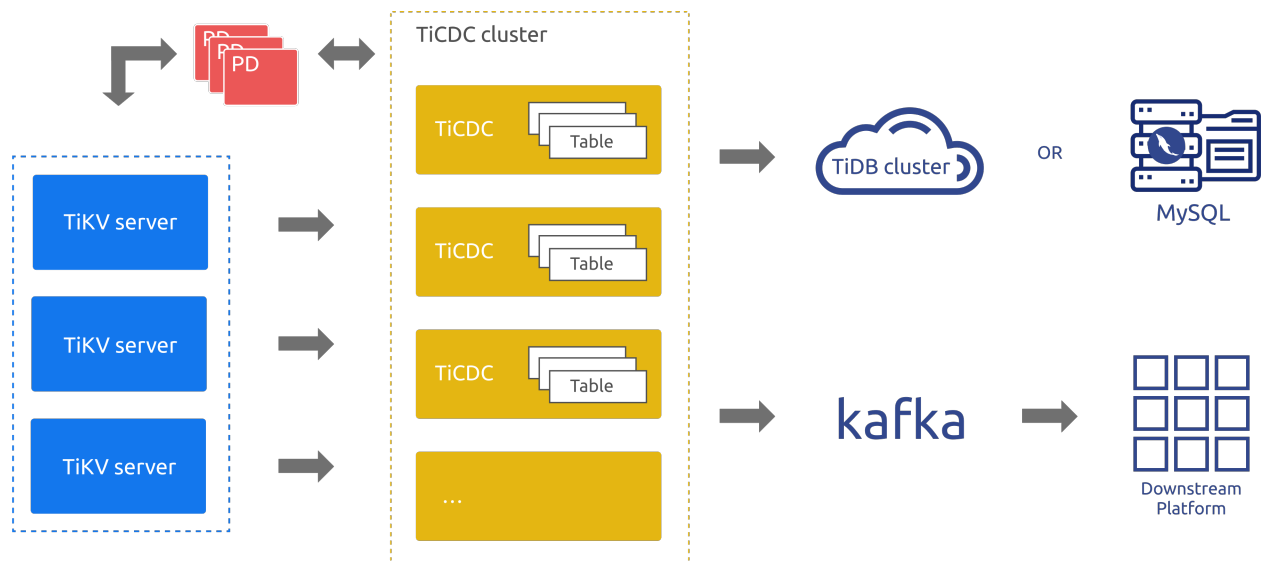 PD
PD
PD
TiCDC cluster
TiCDC
Table
TiDB cluster
OR
MySQL
TiKV server
TiCDC
Table
TiKV server
TiCDC
Table
kafka
TiKV server
...
Downstream
Platform